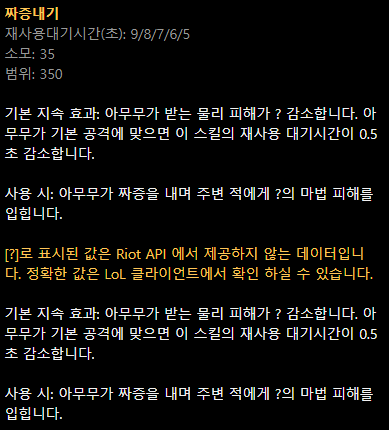 짜증내기
재사용대기시간(초): 9/8/7/6/5
소모: 35
범위: 350
기본 지속 효과: 아무무가 받는 물리 피해가 ? 감소합니다. 아
무무가 기본 공격에 맞으면 이 스킬의 재사용 대기시간이 0.5
초 감소합니다.
사용 시: 아무무가 짜증을 내며 주변 적에게 ?의 마법 피해를
입힙니다.
[?]로 표시된 값은 Riot API 에서 제공하지 않는 데이터입니
다. 정확한 값은 LoL 클라이언트에서 확인 하실 수 있습니다.
기본 지속 효과: 아무무가 받는 물리 피해가 ? 감소합니다. 아
무무가 기본 공격에 맞으면 이 스킬의 재사용 대기시간이 0.5
초 감소합니다.
사용 시: 아무무가 짜증을 내며 주변 적에게 ?의 마법 피해를
입힙니다.